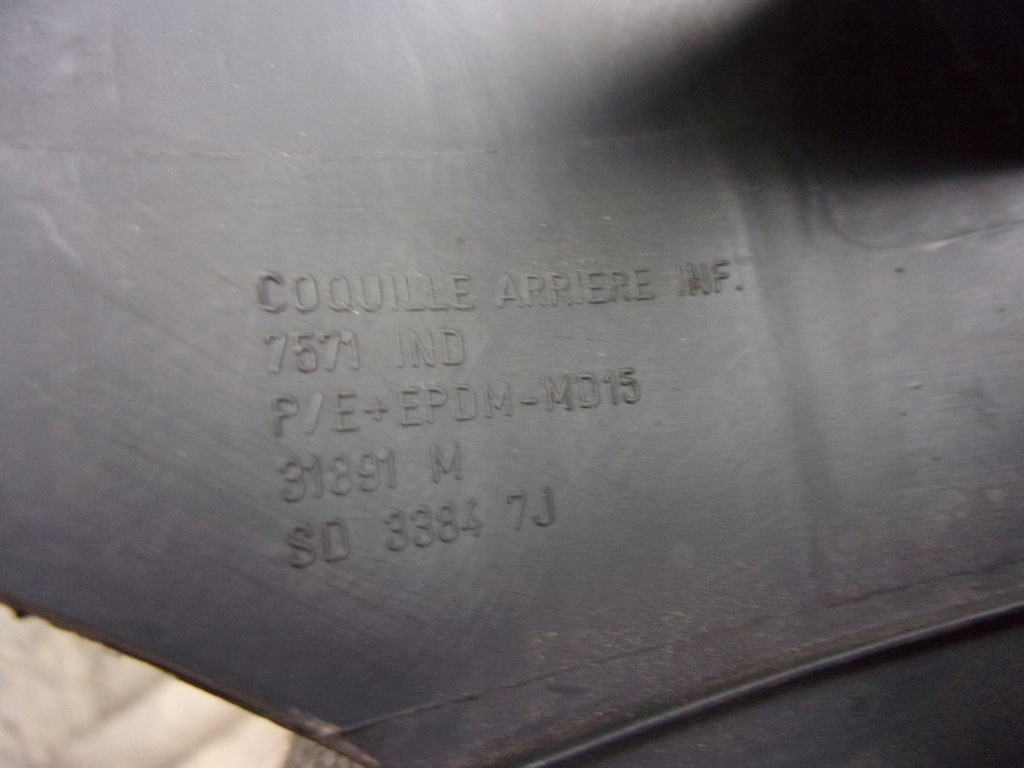 COQUILLE ARRIERE INF.
7571 IND
P/E+EPDM-MD15
31891 M
SD 3384 7J